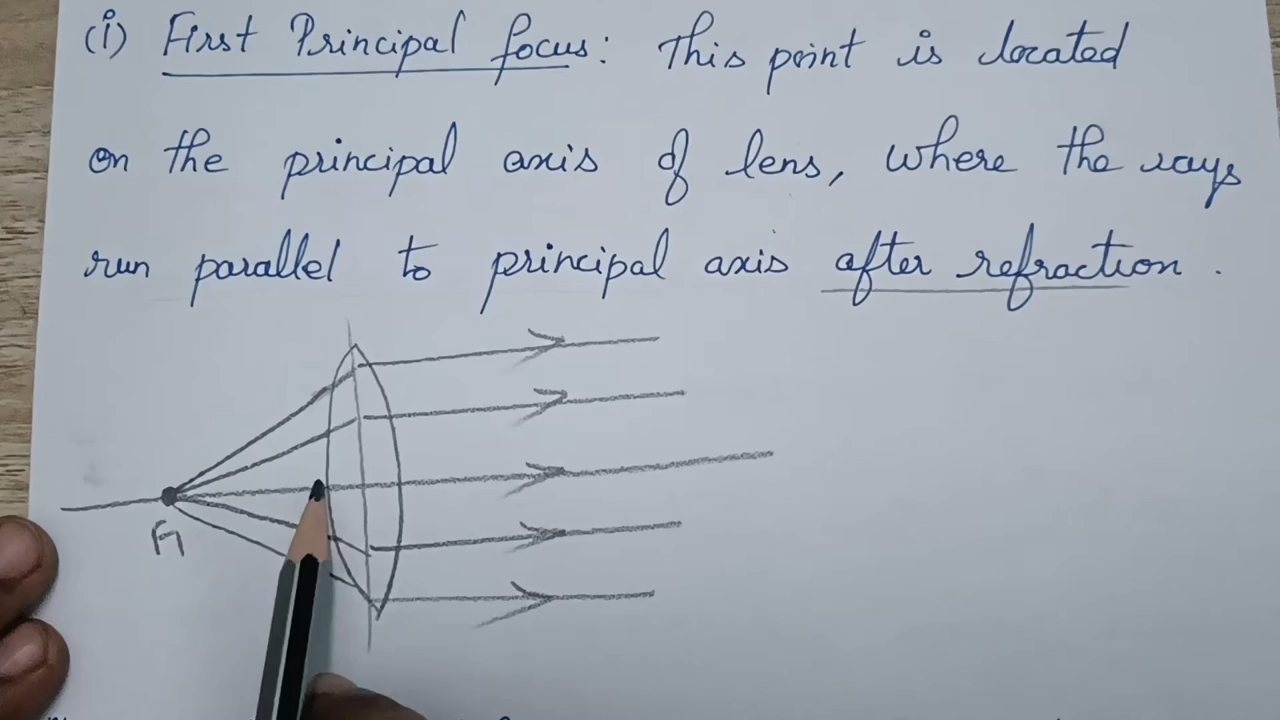 (i) First Principal focus: This point is located
on the principal axis of lens, where the rays
run parallel to principal axis after refraction.
F1